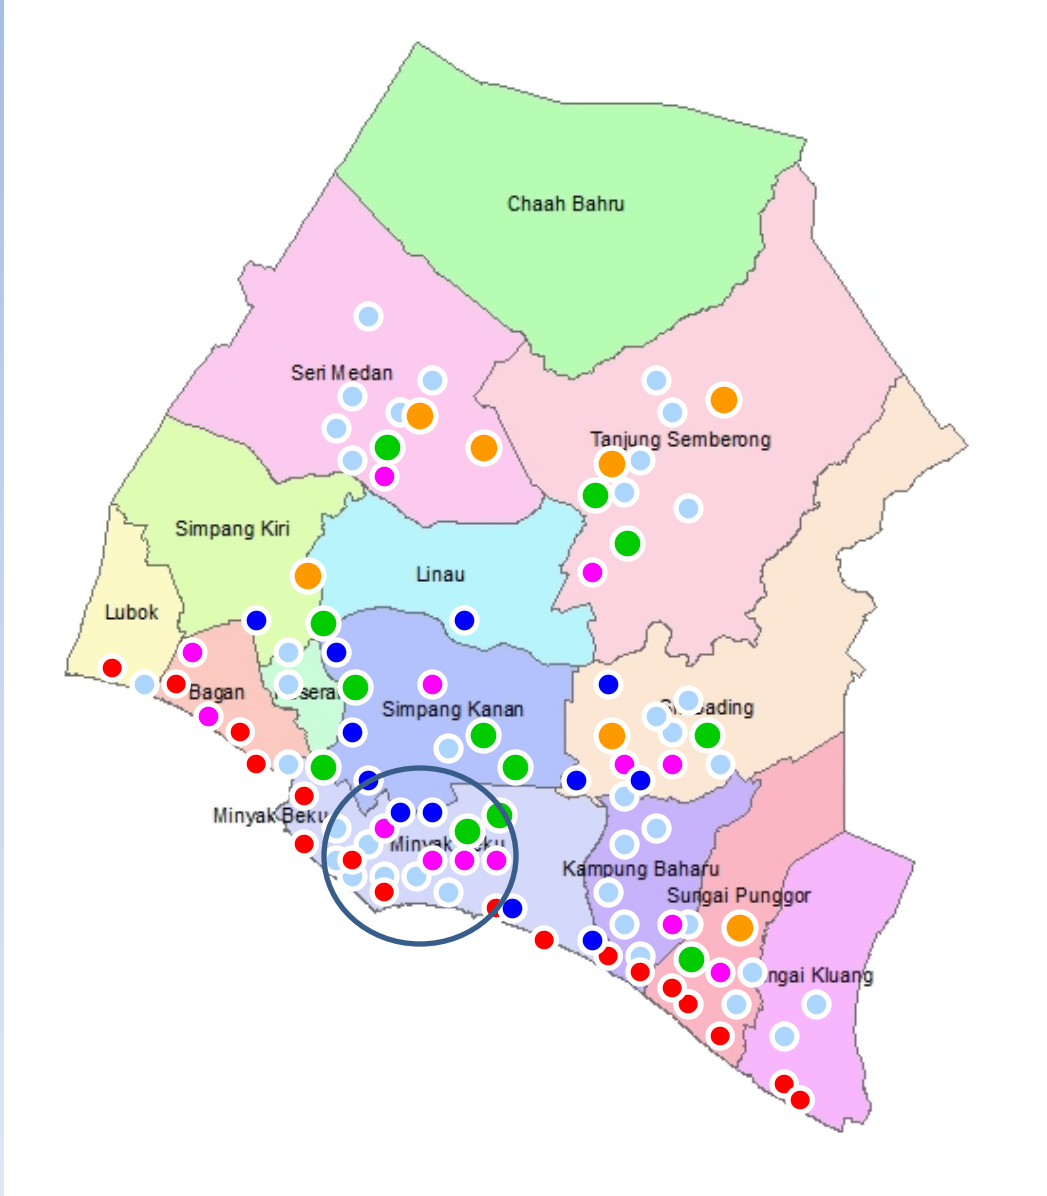 Chaah Bahru
Seri Medan
Tanjung Semberong
Simpang Kiri
Linau
Lubok
Bagan
Simpang Kanan
Minyak Beku
Kampung Baharu
Sungai Punggor